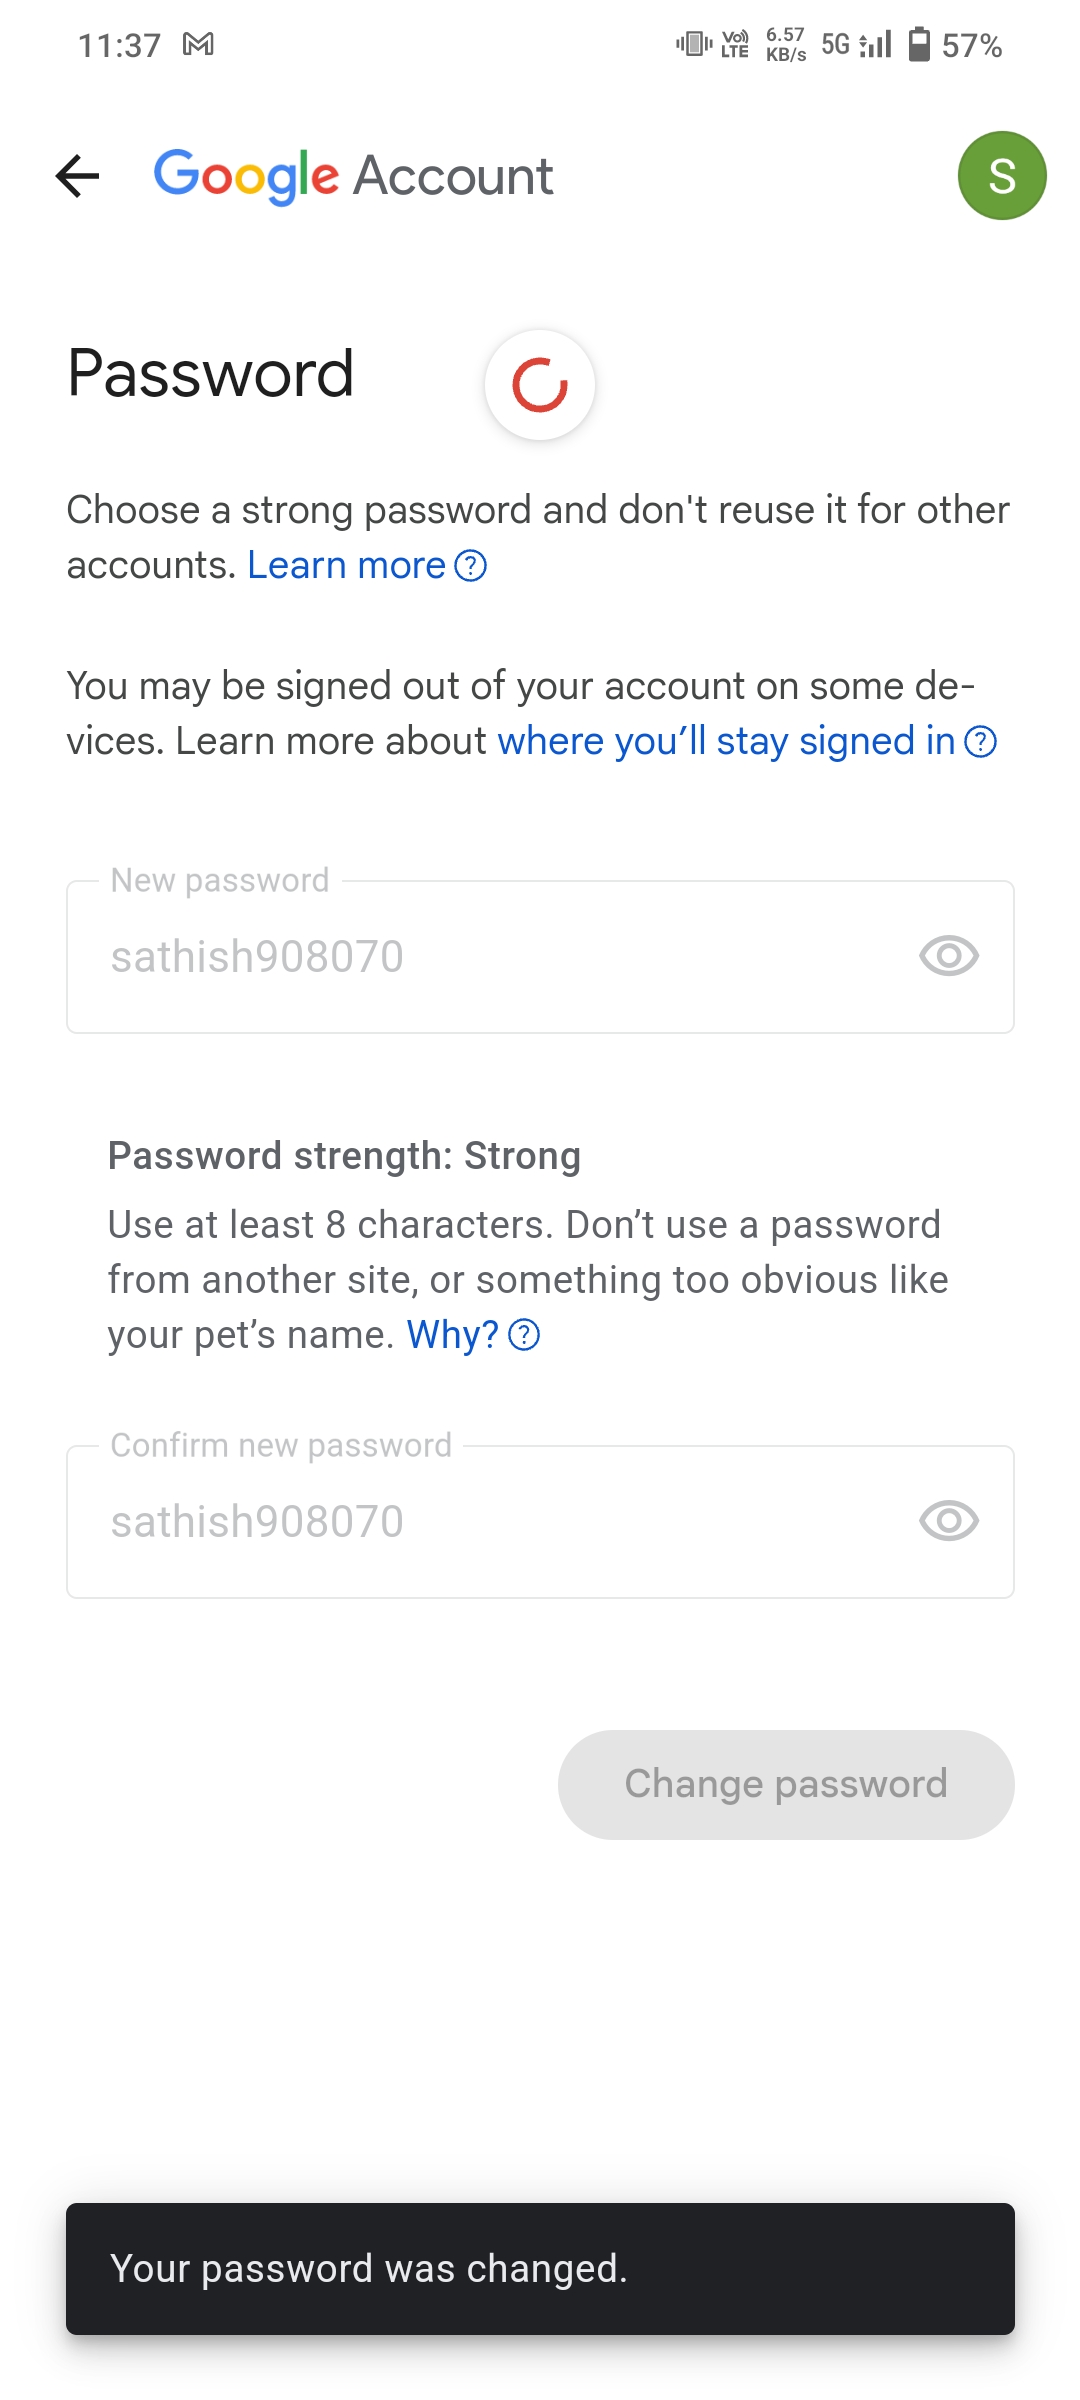 11:37 VoLTE 6.57 KB/s 5G 57%
Google Account
S
Password
Choose a strong password and don't reuse it for other
accounts. Learn more
You may be signed out of your account on some de-
vices. Learn more about where you’ll stay signed in
New password
sathish908070
Password strength: Strong
Use at least 8 characters. Don’t use a password
from another site, or something too obvious like
your pet’s name. Why?
Confirm new password
sathish908070
Change password
Your password was changed.